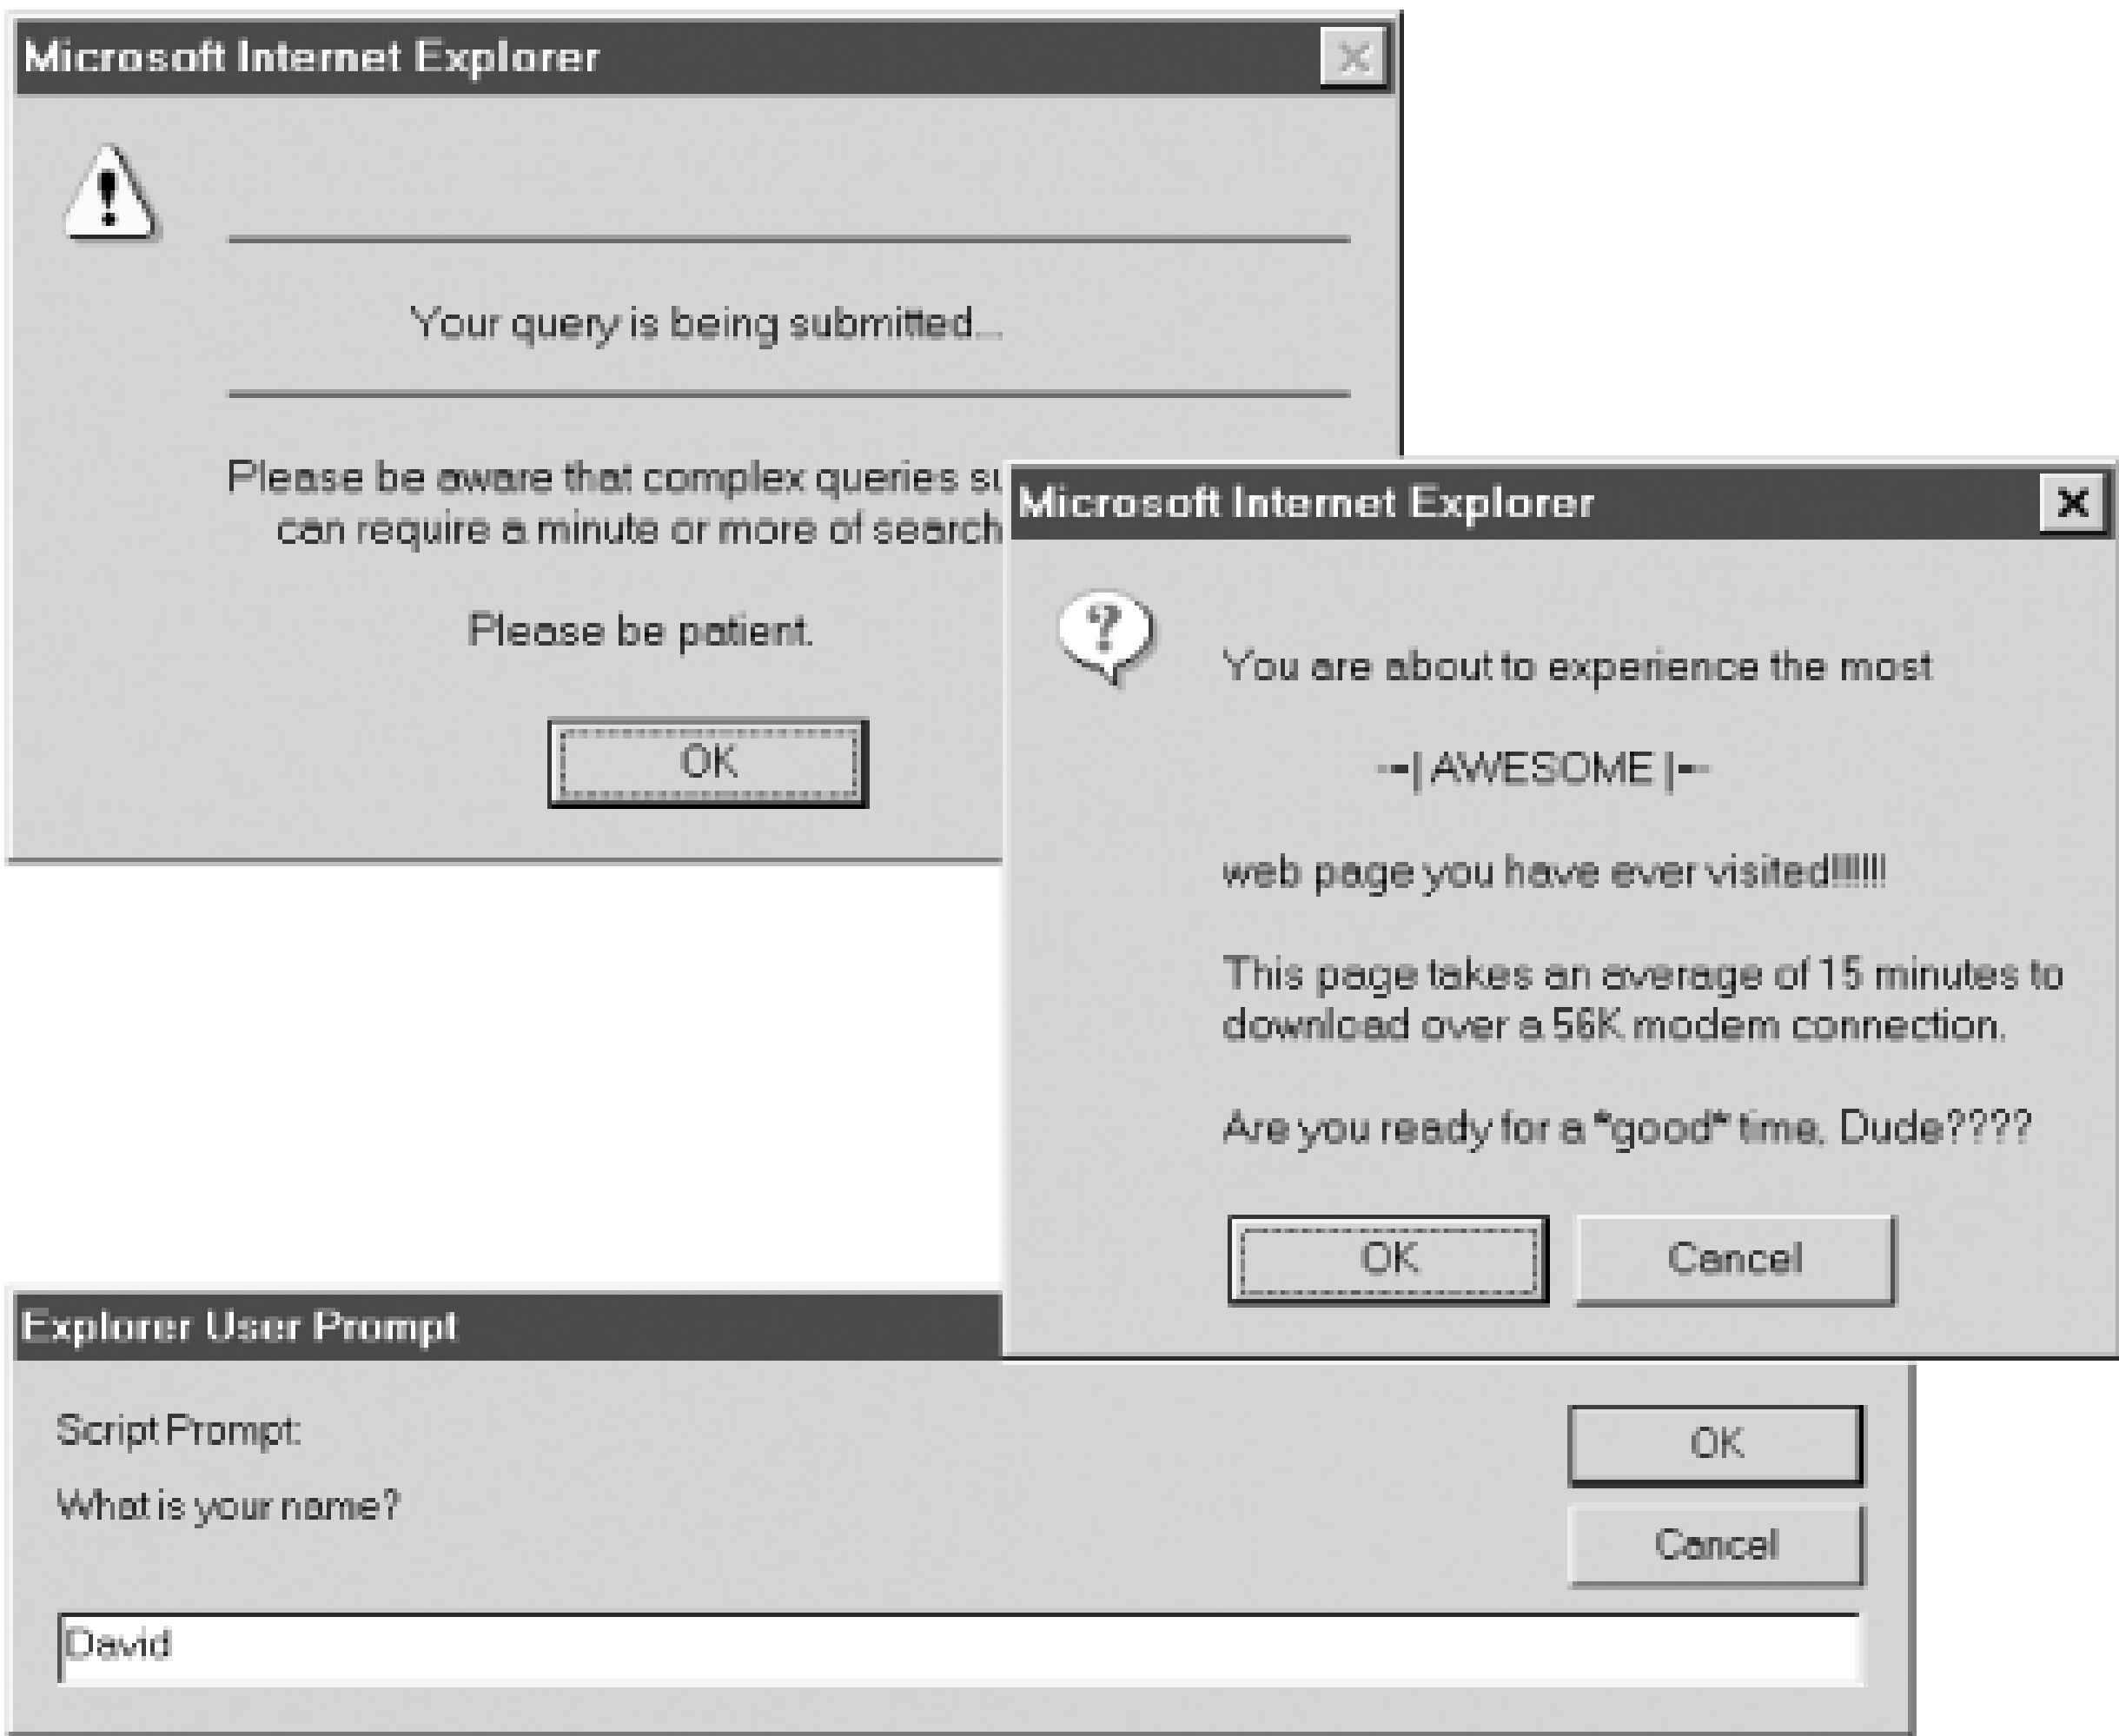 Microsoft Internet Explorer
Your query is being submitted...
Please be aware that complex queries
can require a minute or more of search
Please be patient.
OK
Microsoft Internet Explorer
You are about to experience the most
--=| AWESOME |=--
web page you have ever visited!!!!!!
This page takes an average of 15 minutes to
download over a 56K modem connection.
Are you ready for a *good* time, Dude????
OK Cancel
Explorer User Prompt
Script Prompt:
What is your name?
OK
Cancel
David